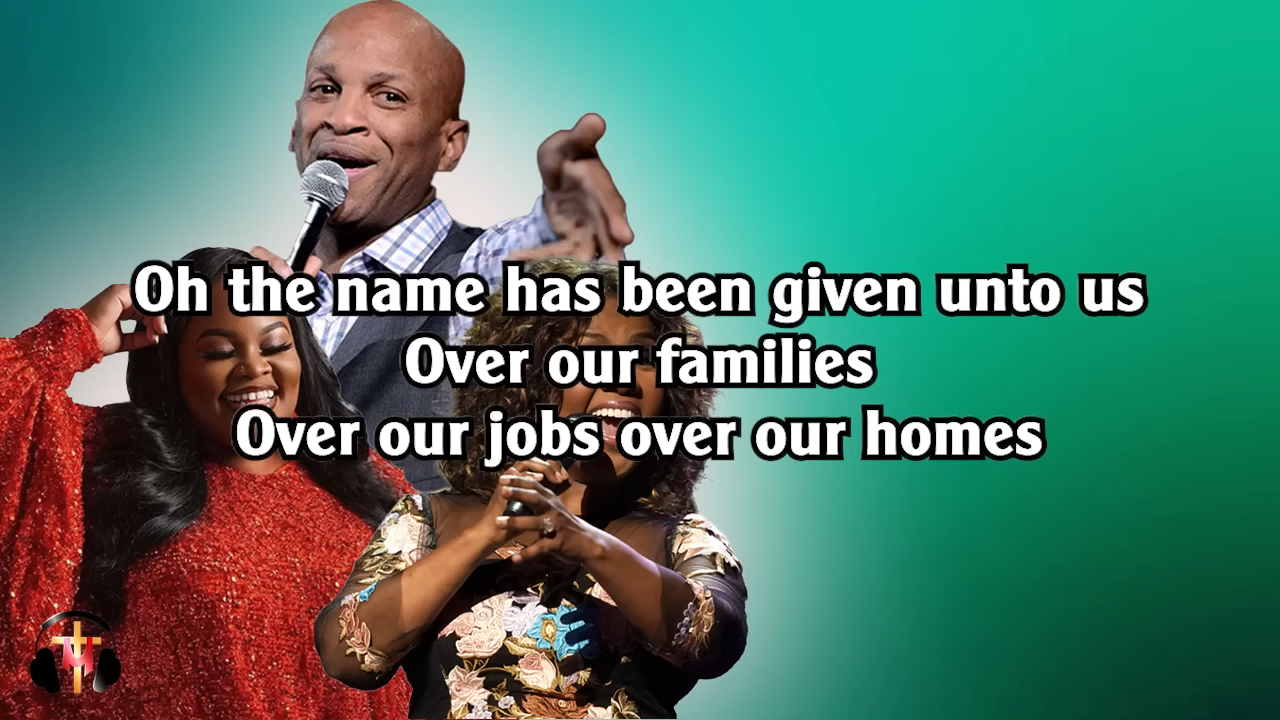 Oh the name has been given unto us
Over our families
Over our jobs over our homes